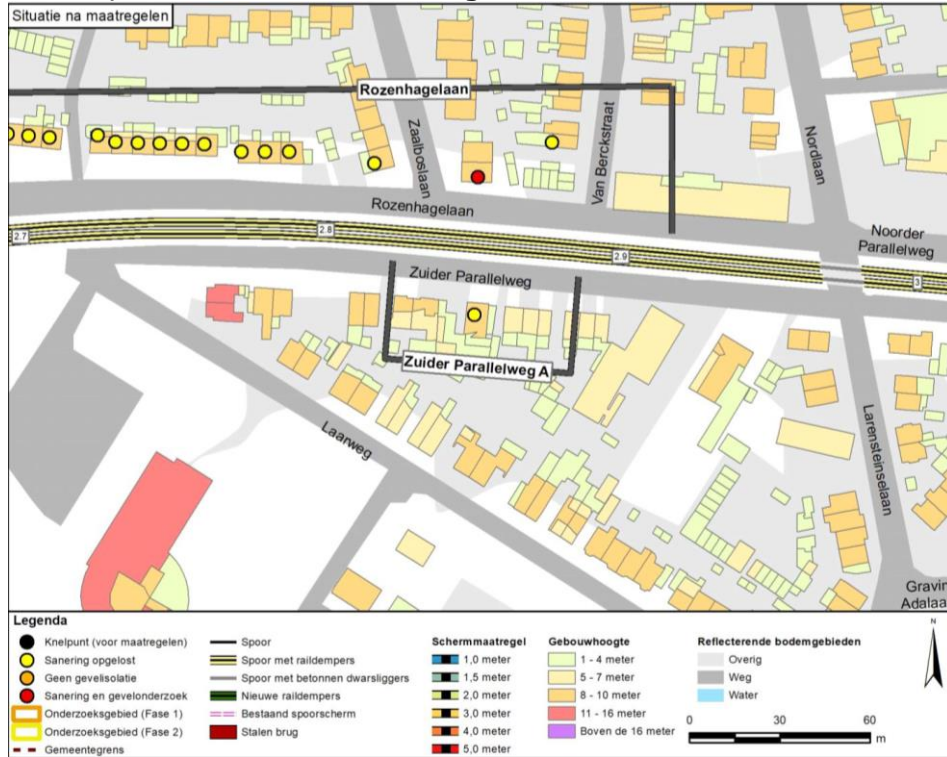 Situatie na maatregelen
Rozenhagelaan
Zaalboslaan
Van Berckstraat
Nordlaan
Rozenhagelaan
Noorder
Parallelweg
2.7
2.8
2.9
3
Zuider Parallelweg
Zuider Parallelweg A
Laarweg
Larensteinselaan
Gravin
Adalaa
Legenda
Knelpunt (voor maatregelen)
Sanering opgelost
Geen gevelisolatie
Sanering en gevelonderzoek
Onderzoeksgebied (Fase 1)
Onderzoeksgebied (Fase 2)
Gemeentegrens
Spoor
Spoor met raildempers
Spoor met betonnen dwarsliggers
Nieuwe raildempers
Bestaand spoorscherm
Stalen brug
Schermmaatregel
1,0 meter
1,5 meter
2,0 meter
3,0 meter
4,0 meter
5,0 meter
Gebouwhoogte
1 - 4 meter
5 - 7 meter
8 - 10 meter
11 - 16 meter
Boven de 16 meter
Reflecterende bodemgebieden
Overig
Weg
Water
N
0 30 60
m